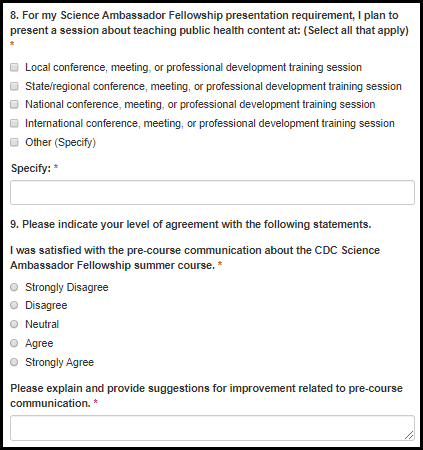 8. For my Science Ambassador Fellowship presentation requirement, I plan to
present a session about teaching public health content at: (Select all that apply)
*
Local conference, meeting, or professional development training session
State/regional conference, meeting, or professional development training session
National conference, meeting, or professional development training session
International conference, meeting, or professional development training session
Other (Specify)
Specify: *
9. Please indicate your level of agreement with the following statements.
I was satisfied with the pre-course communication about the CDC Science
Ambassador Fellowship summer course. *
Strongly Disagree
Disagree
Neutral
Agree
Strongly Agree
Please explain and provide suggestions for improvement related to pre-course
communication. *